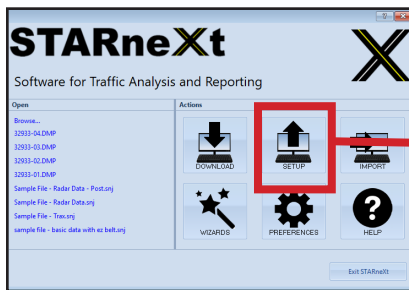 STARneXt
Software for Traffic Analysis and Reporting
Open
Browse...
32933-04.DMP
32933-03.DMP
32933-02.DMP
32933-01.DMP
Sample File - Radar Data - Post.snj
Sample File - Radar Data.snj
Sample File - Trax.snj
sample file - basic data with ez belt.snj
Actions
DOWNLOAD
SETUP
IMPORT
WIZARDS
PREFERENCES
HELP
Exit STARneXt